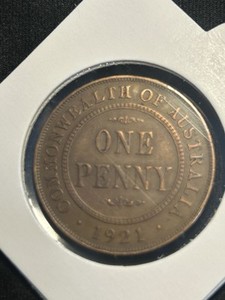 COMMONWEALTH OF AUSTRALIA
ONE
PENNY
1921